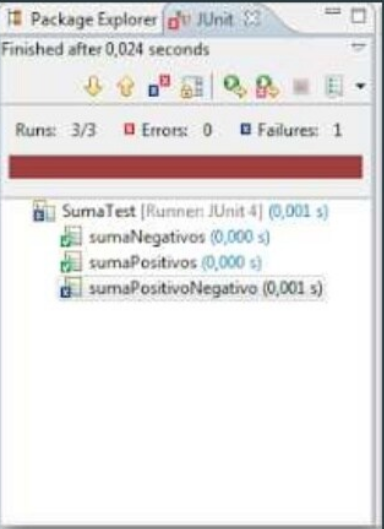 Package Explorer JUnit
Finished after 0,024 seconds
Runs: 3/3 Errors: 0 Failures: 1
SumaTest [Runner: JUnit 4] (0,001 s)
sumaNegativos (0,000 s)
sumaPositivos (0,000 s)
sumaPositivoNegativo (0,001 s)